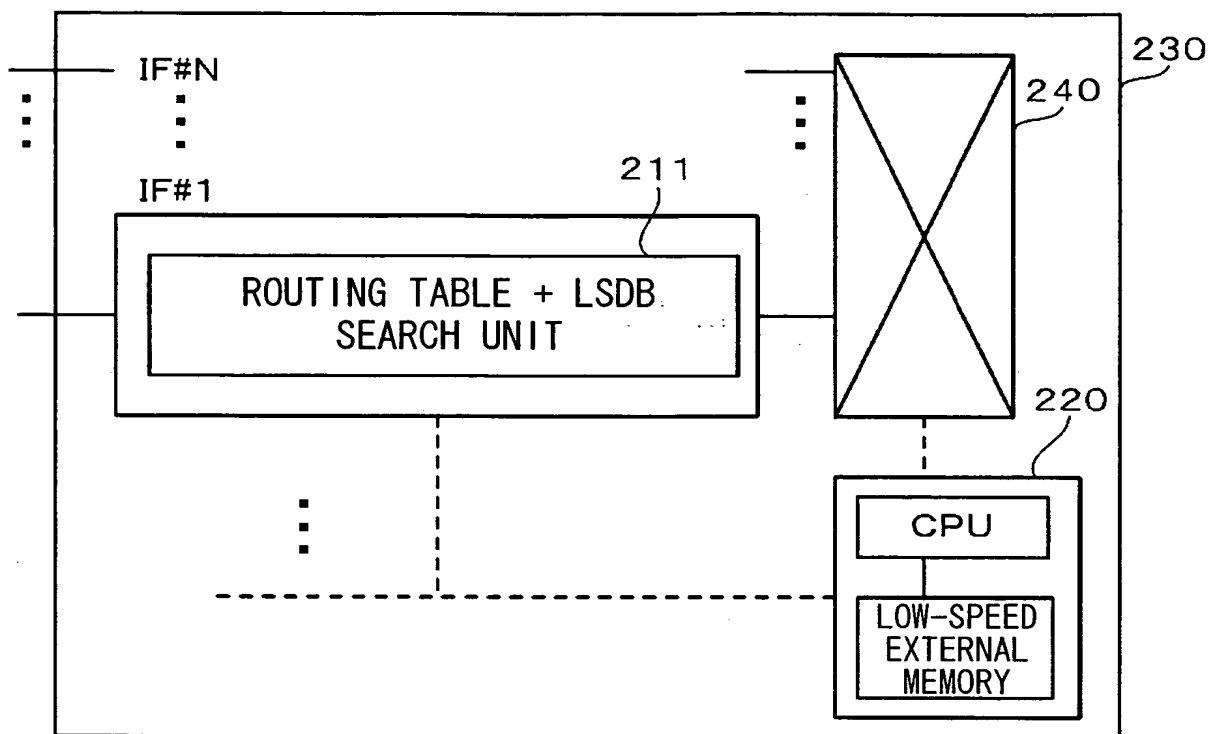 230
IF#N
240
211
IF#1
ROUTING TABLE + LSDB
SEARCH UNIT
220
CPU
LOW-SPEED
EXTERNAL
MEMORY